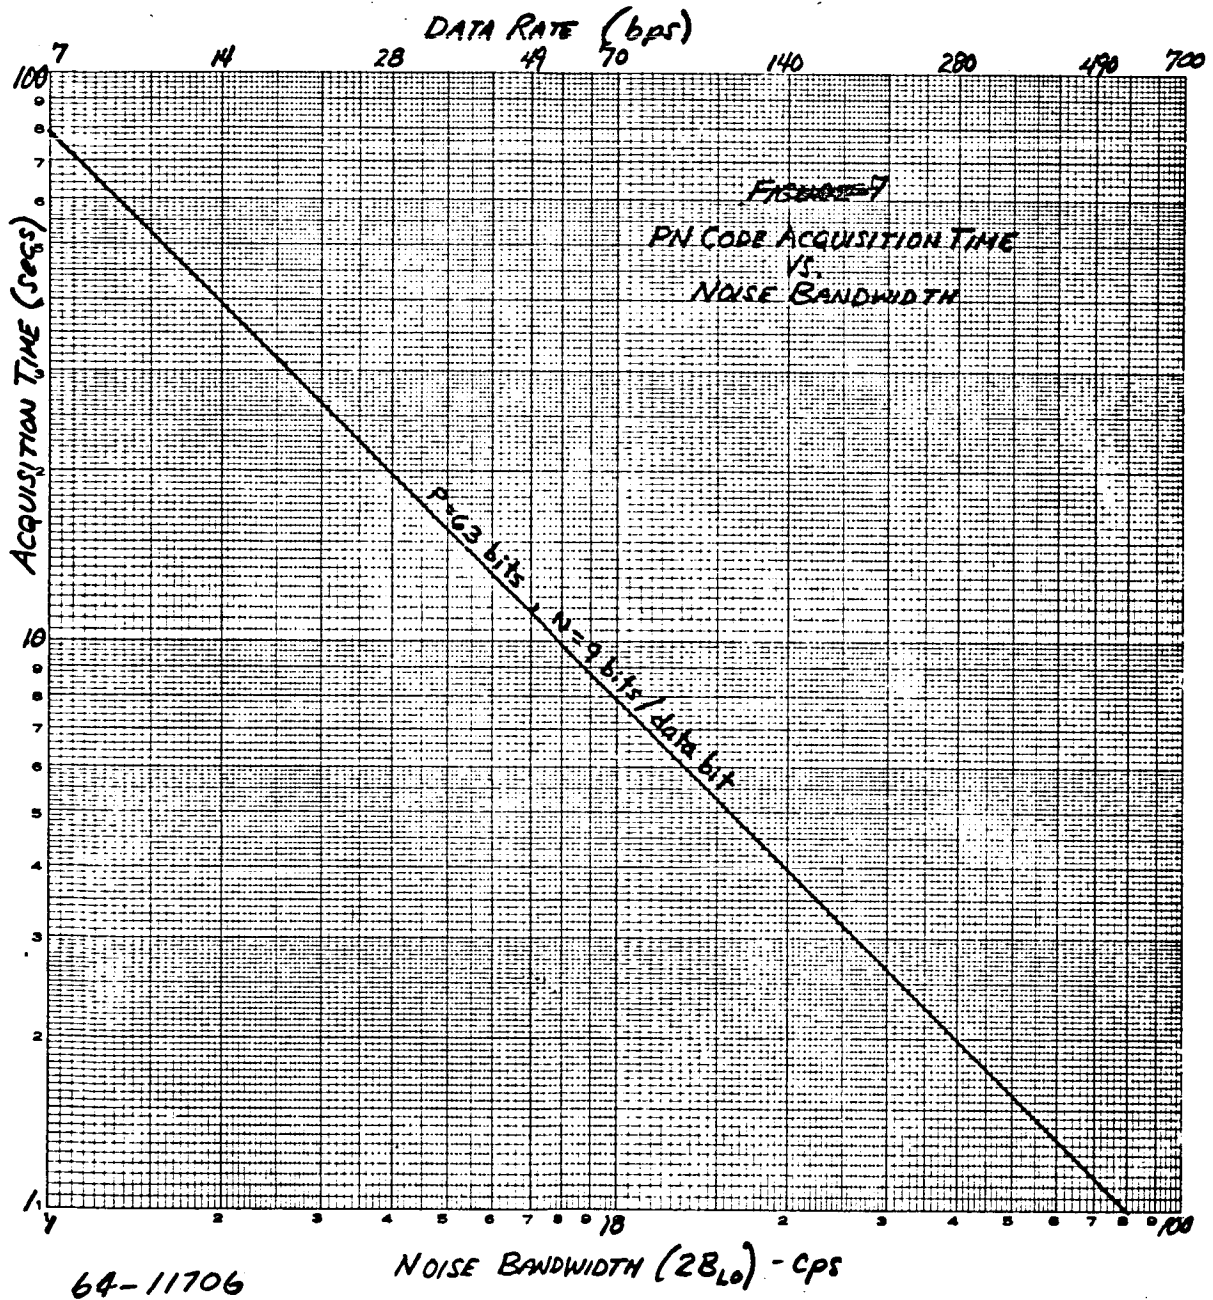 DATA RATE (bps)
7 14 28 49 70 140 280 490 700
100
9
8
7
6
ACQUISITION TIME (secs)
10
9
8
7
6
5
4
3
2
1
FIGURE 7
PN CODE ACQUISITION TIME
VS.
NOISE BANDWIDTH
P=63 bits, N=9 bits/data bit
1 2 3 4 5 6 7 8 9 10 2 3 4 5 6 7 8 9 100
NOISE BANDWIDTH (2B_LO) - cps
64-11706